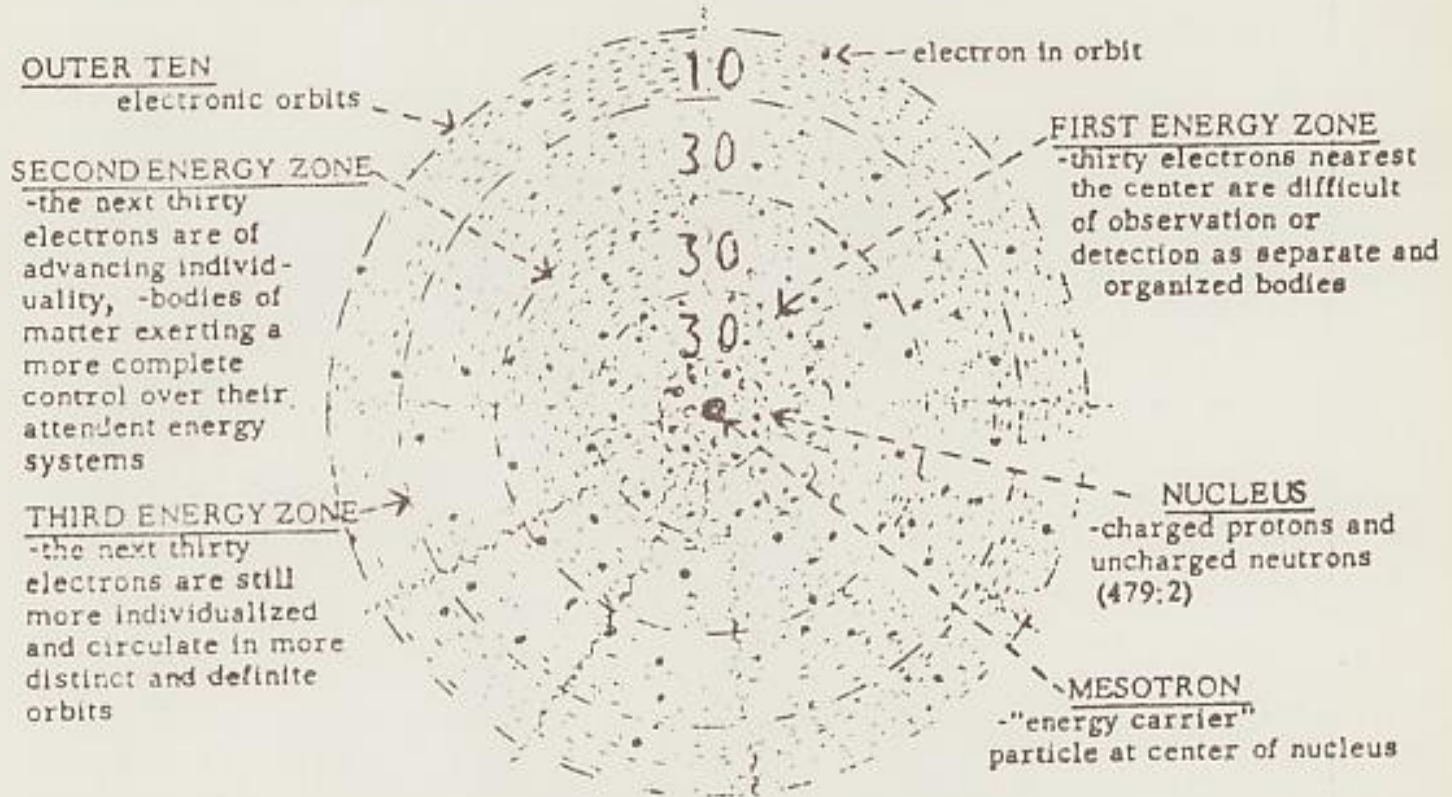 OUTER TEN
electronic orbits
SECOND ENERGY ZONE
-the next thirty
electrons are of
advancing individ-
uality, -bodies of
matter exerting a
more complete
control over their
attendent energy
systems
THIRD ENERGY ZONE
-the next thirty
electrons are still
more individualized
and circulate in more
distinct and definite
orbits
10
30
30
30
electron in orbit
FIRST ENERGY ZONE
-thirty electrons nearest
the center are difficult
of observation or
detection as separate and
organized bodies
NUCLEUS
-charged protons and
uncharged neutrons
(479:2)
MESOTRON
-"energy carrier"
particle at center of nucleus